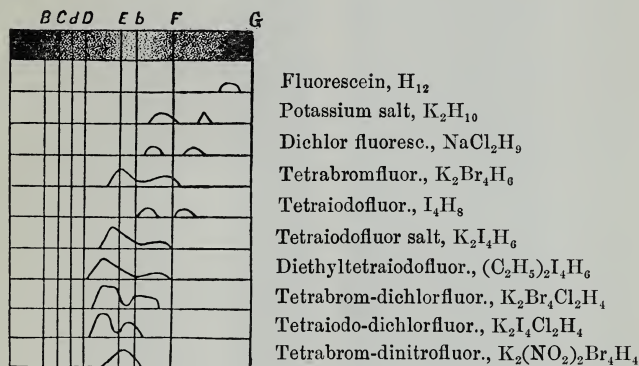 B C d D E b F G
Fluorescein, H₁₂
Potassium salt, K₂H₁₀
Dichlor fluoresc., NaCl₂H₉
Tetrabromfluor., K₂Br₄H₆
Tetraiodofluor., I₄H₈
Tetraiodofluor salt, K₂I₄H₆
Diethyltetraiodofluor., (C₂H₅)₂I₄H₆
Tetrabrom-dichlorfluor., K₂Br₄Cl₂H₄
Tetraiodo-dichlorfluor., K₂I₄Cl₂H₄
Tetrabrom-dinitrofluor., K₂(NO₂)₂Br₄H₄